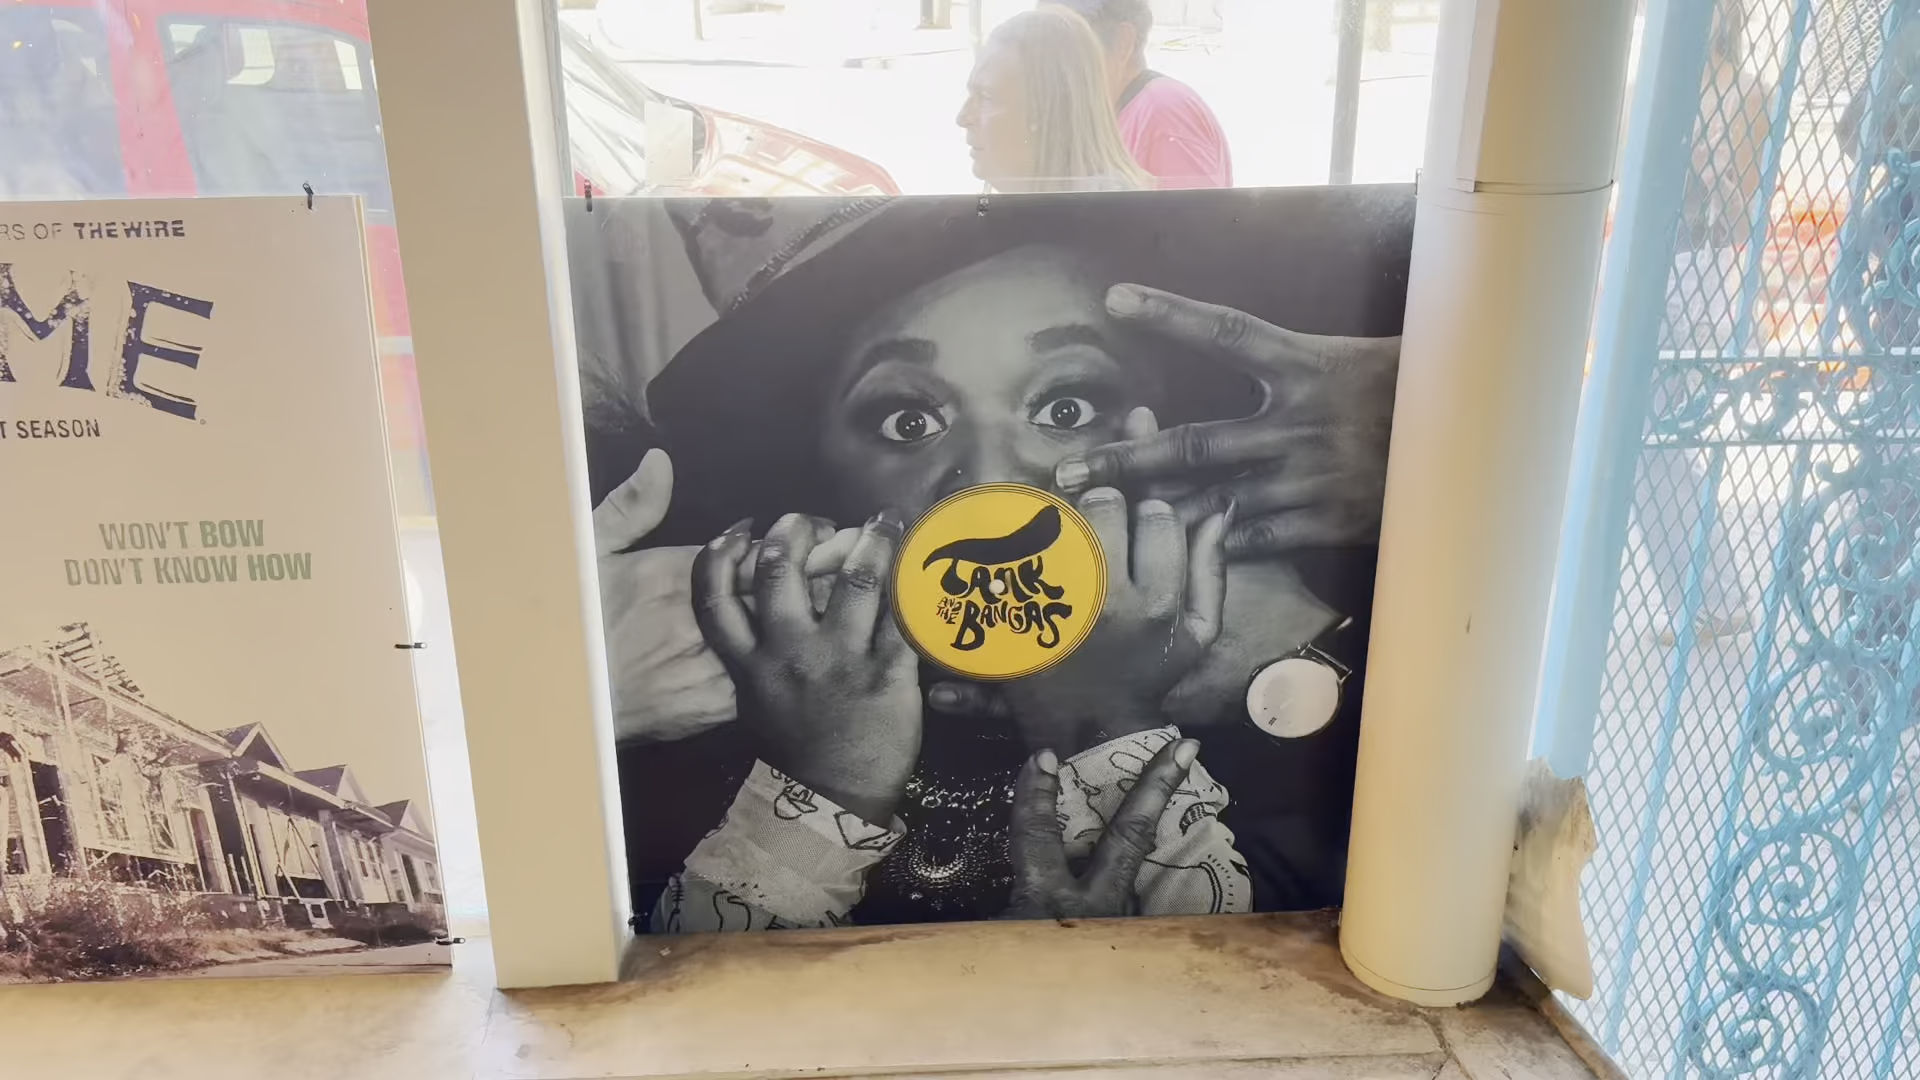 RS OF THE WIRE
ME
T SEASON
WON'T BOW
DON'T KNOW HOW
TANK
AND THE
BANGAS